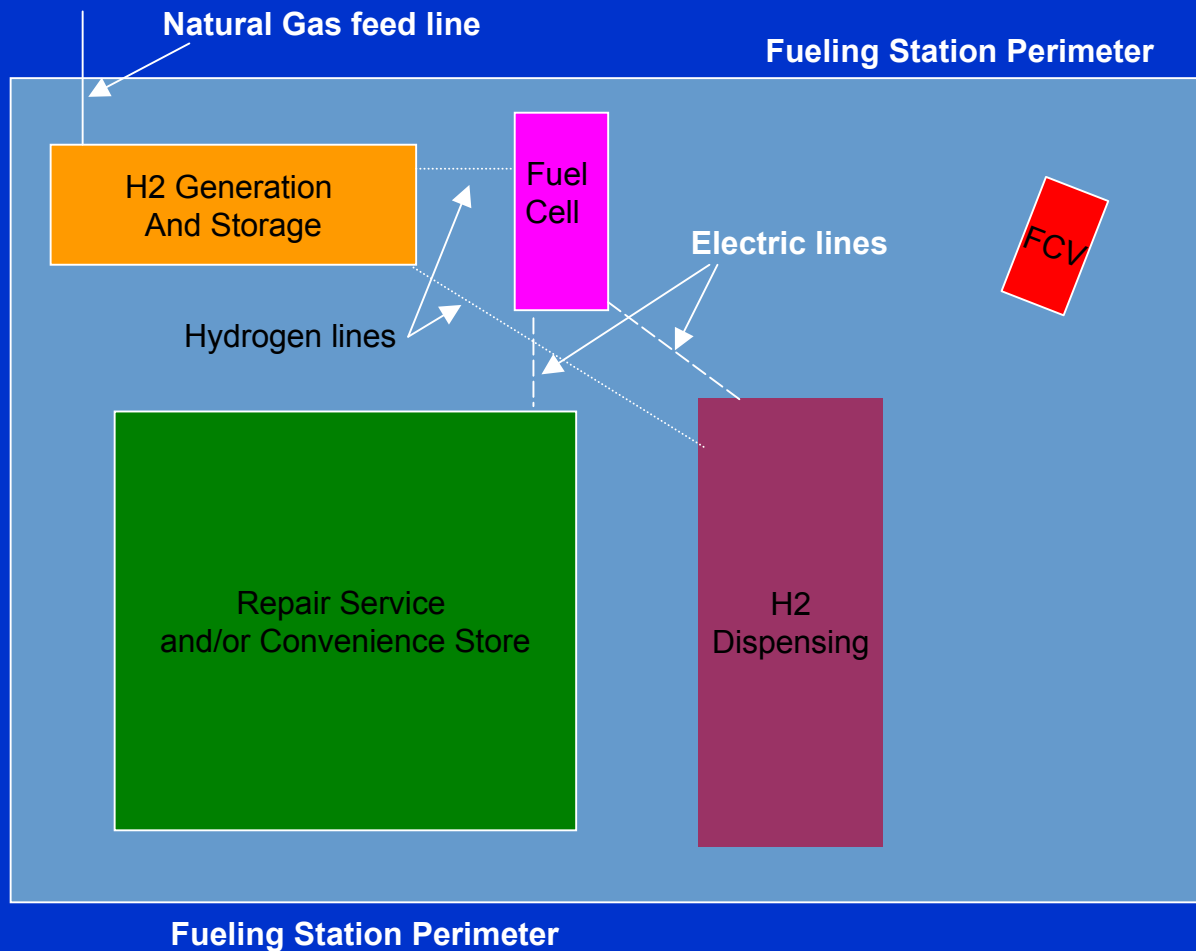 Natural Gas feed line
Fueling Station Perimeter
H2 Generation
And Storage
Fuel
Cell
FCV
Electric lines
Hydrogen lines
Repair Service
and/or Convenience Store
H2
Dispensing
Fueling Station Perimeter